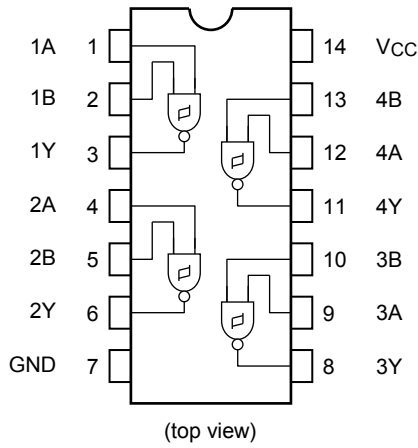 1A 1 14 VCC
1B 2 13 4B
1Y 3 12 4A
2A 4 11 4Y
2B 5 10 3B
2Y 6 9 3A
GND 7 8 3Y
(top view)